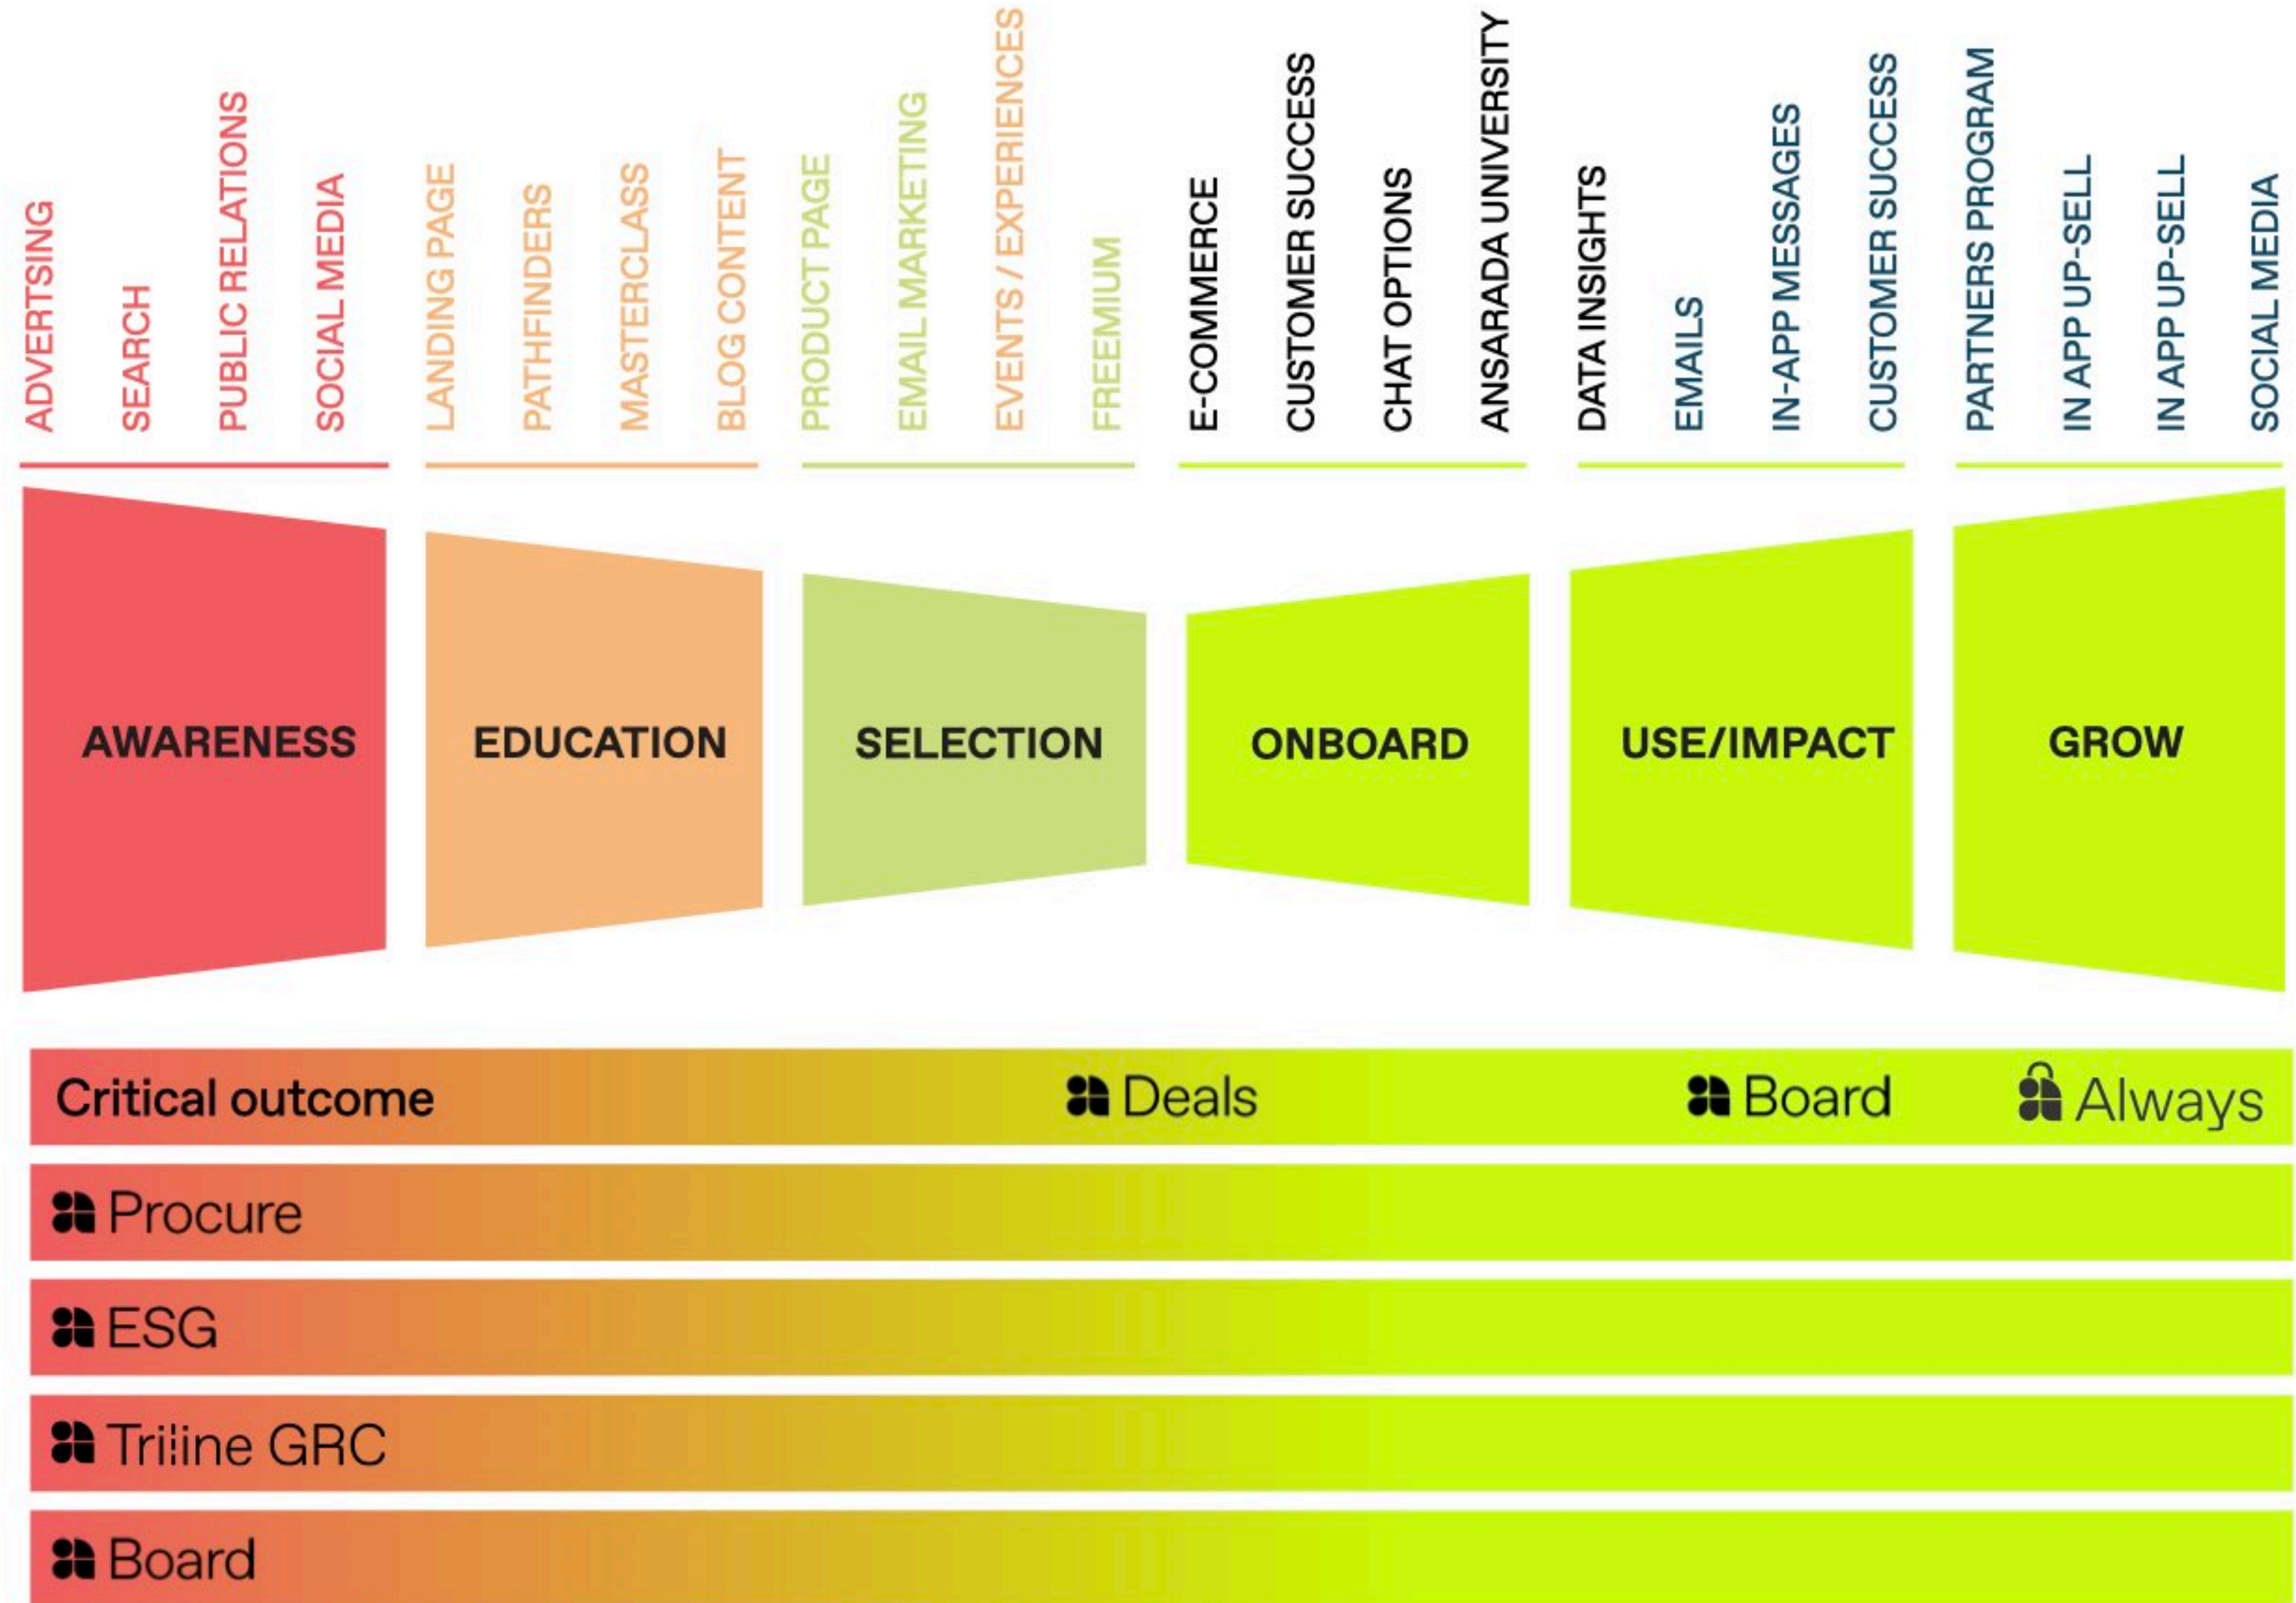 ADVERTSING
SEARCH
PUBLIC RELATIONS
SOCIAL MEDIA
LANDING PAGE
PATHFINDERS
MASTERCLASS
BLOG CONTENT
PRODUCT PAGE
EMAIL MARKETING
EVENTS / EXPERIENCES
FREEMIUM
E-COMMERCE
CUSTOMER SUCCESS
CHAT OPTIONS
ANSARADA UNIVERSITY
DATA INSIGHTS
EMAILS
IN-APP MESSAGES
CUSTOMER SUCCESS
PARTNERS PROGRAM
IN APP UP-SELL
IN APP UP-SELL
SOCIAL MEDIA
AWARENESS
EDUCATION
SELECTION
ONBOARD
USE/IMPACT
GROW
Critical outcome
Deals
Board
Always
Procure
ESG
Triline GRC
Board